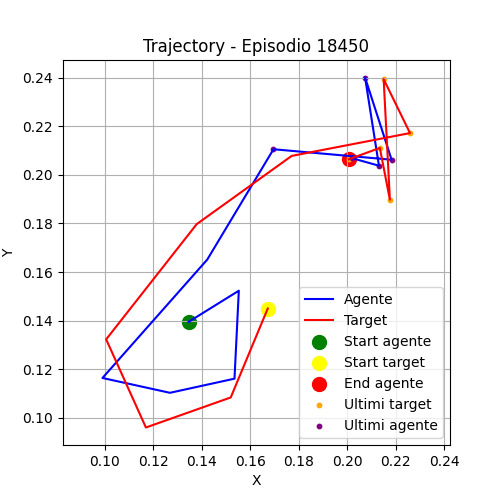 Trajectory - Episodio 18450
0.24
0.22
0.20
0.18
0.16
0.14
0.12
0.10
Y
0.10 0.12 0.14 0.16 0.18 0.20 0.22 0.24
X
Agente
Target
Start agente
Start target
End agente
Ultimi target
Ultimi agente